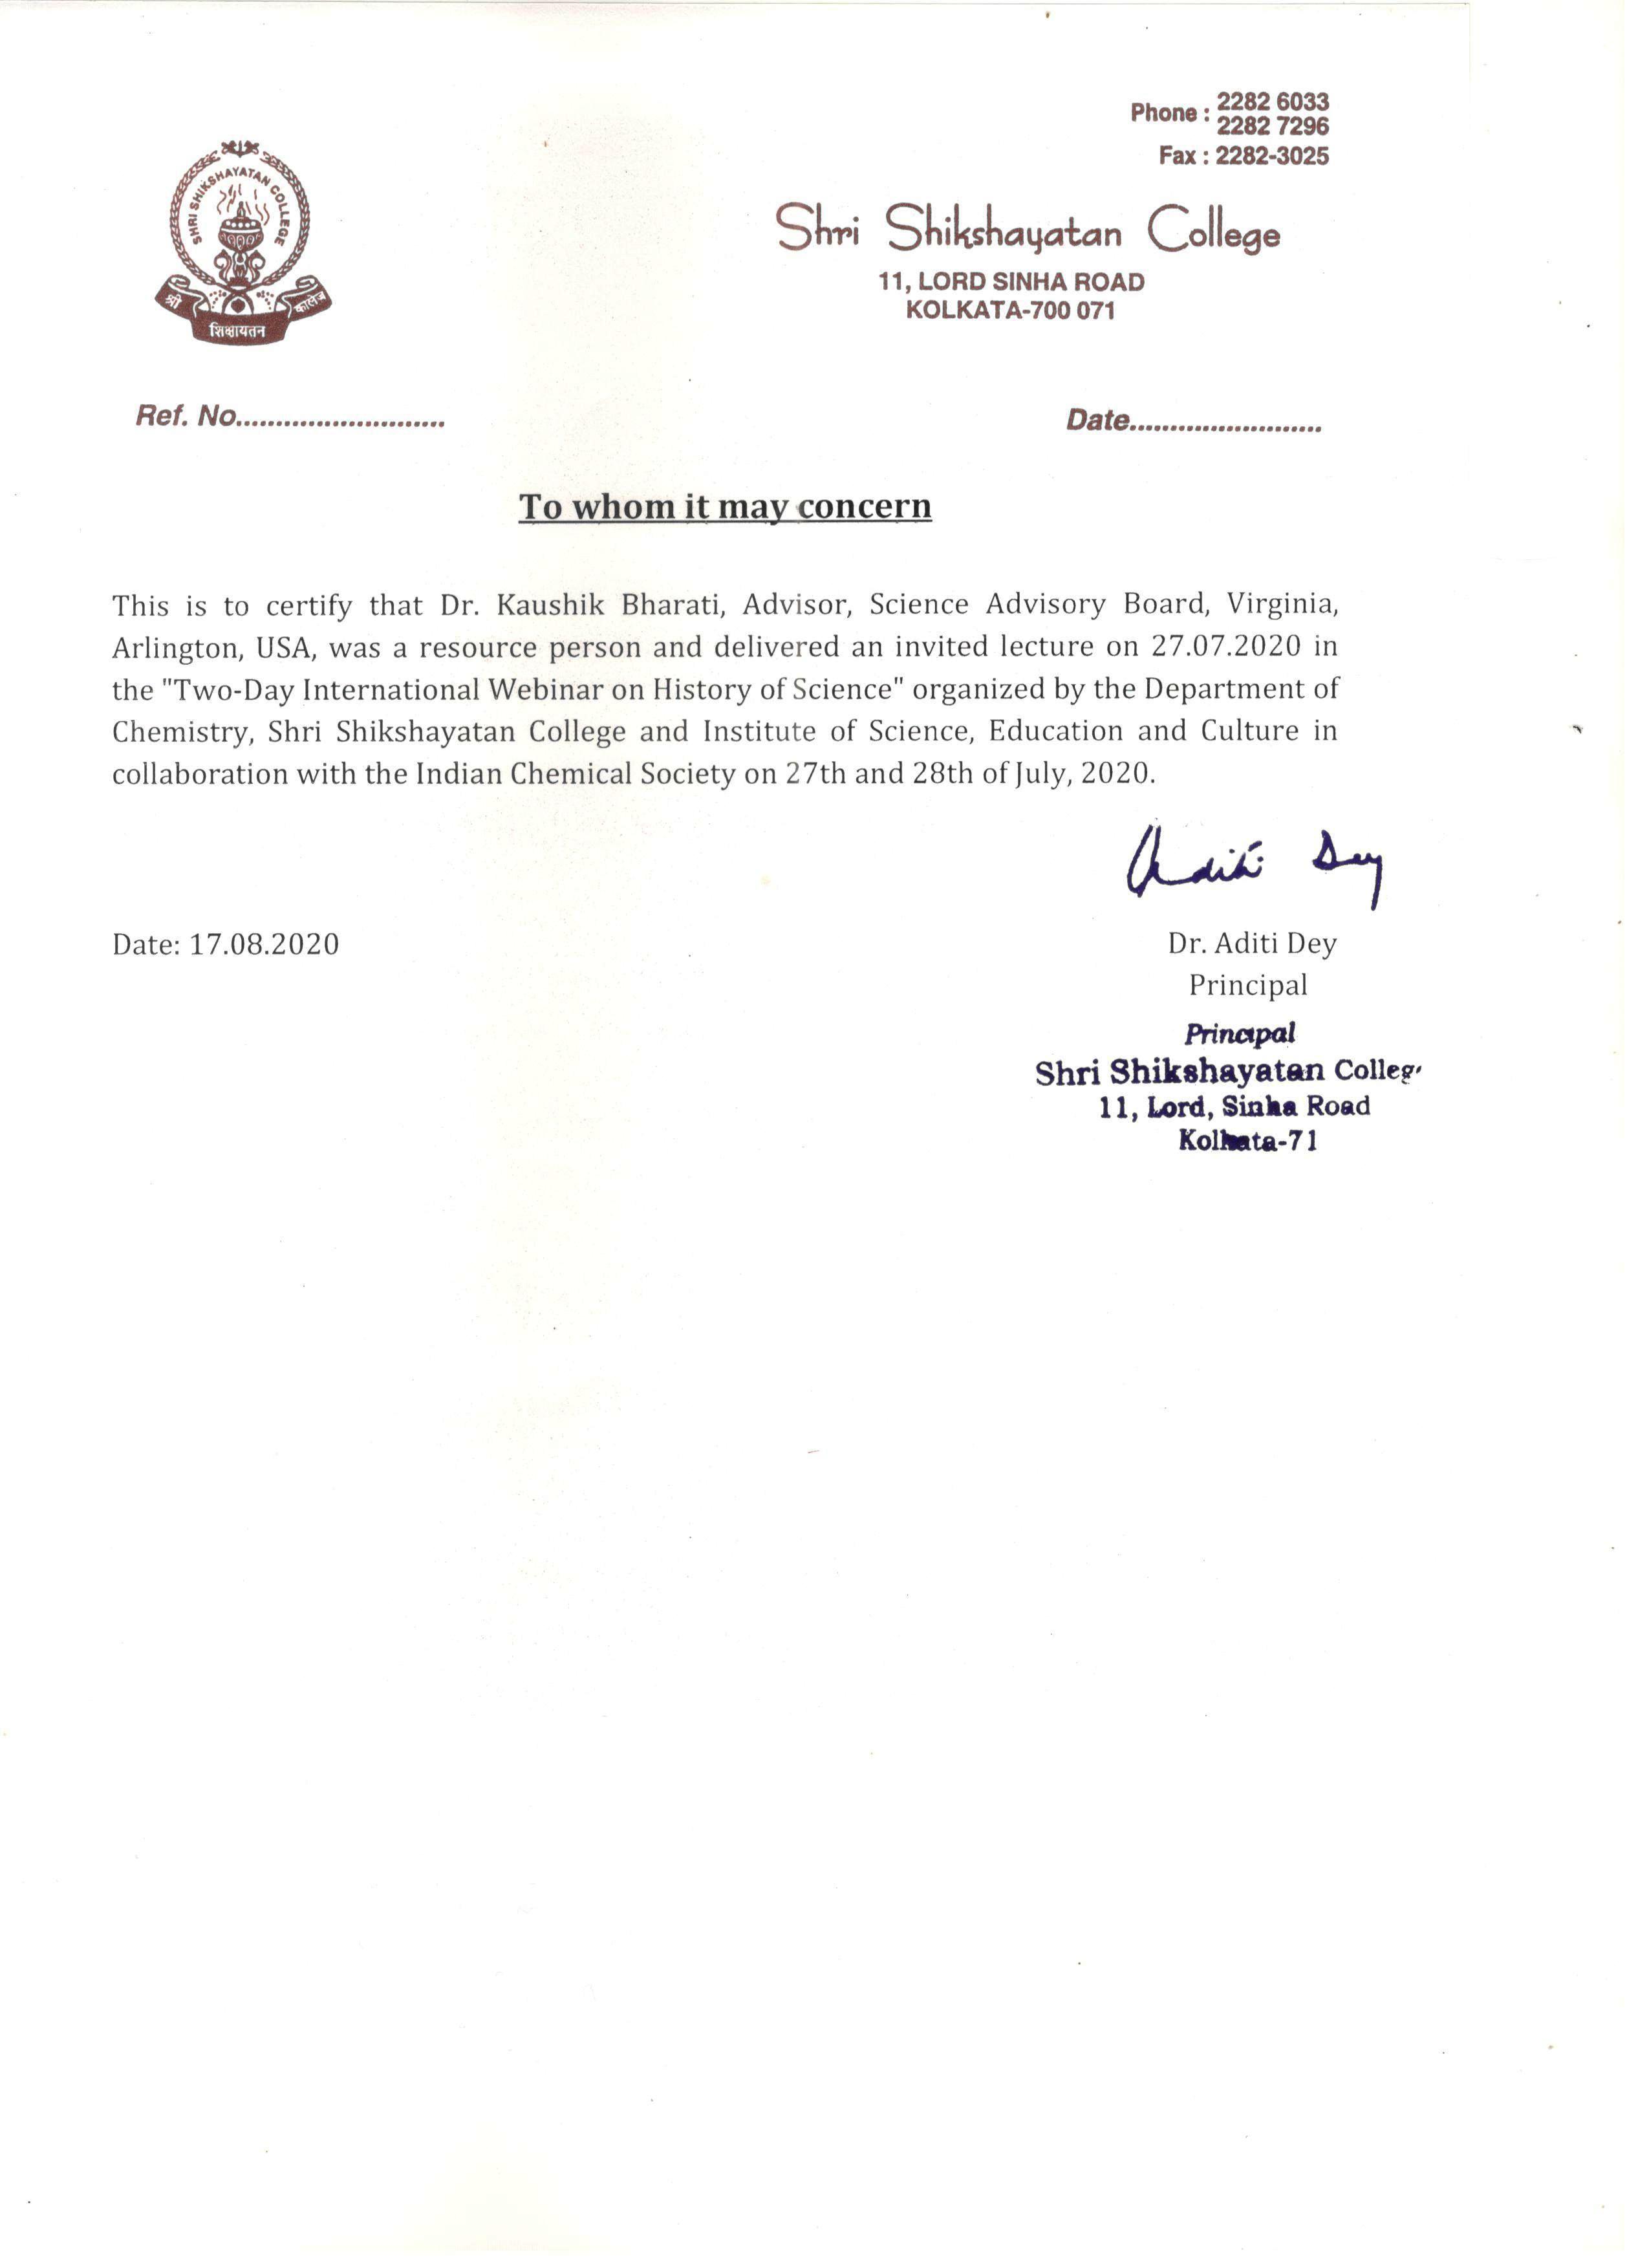 Phone : 2282 6033
2282 7296
Fax : 2282-3025
SHRI SHIKSHAYATAN COLLEGE
श्री शिक्षायतन कालेज
Shri Shikshayatan College
11, LORD SINHA ROAD
KOLKATA-700 071
Ref. No..........................
Date........................
To whom it may concern
This is to certify that Dr. Kaushik Bharati, Advisor, Science Advisory Board, Virginia,
Arlington, USA, was a resource person and delivered an invited lecture on 27.07.2020 in
the "Two-Day International Webinar on History of Science" organized by the Department of
Chemistry, Shri Shikshayatan College and Institute of Science, Education and Culture in
collaboration with the Indian Chemical Society on 27th and 28th of July, 2020.
Aditi Dey
Date: 17.08.2020
Dr. Aditi Dey
Principal
Principal
Shri Shikshayatan Colleg
11, Lord, Sinha Road
Kolkata-71